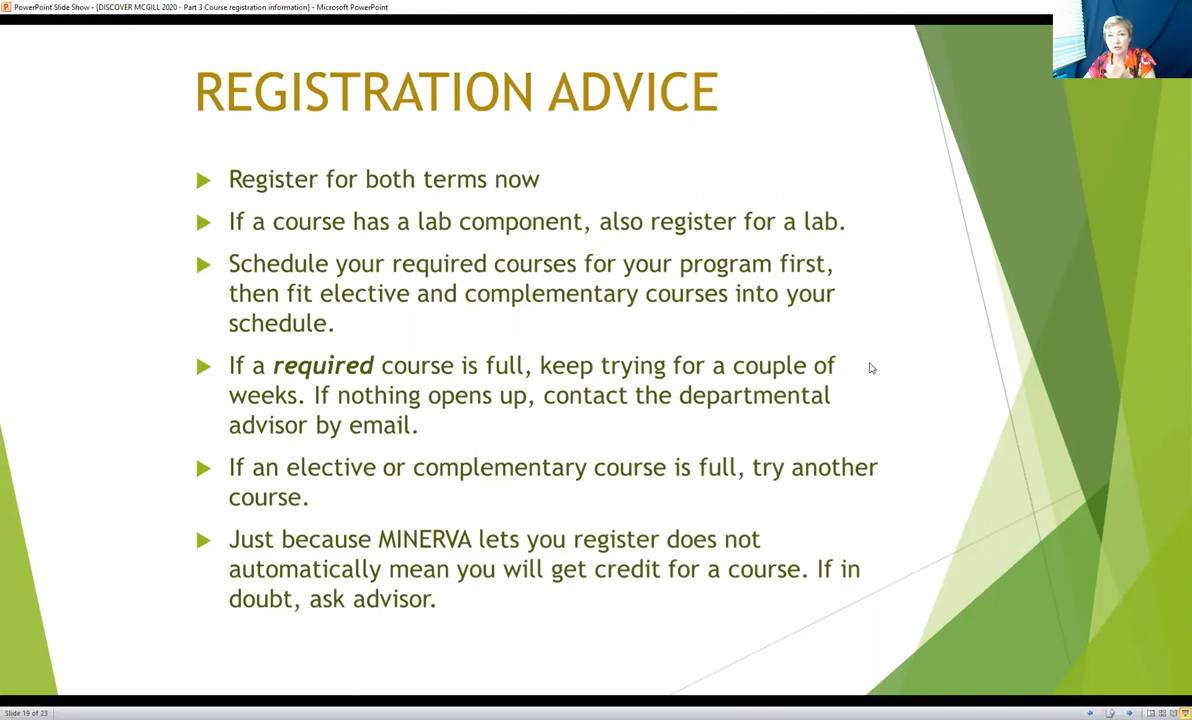 PowerPoint Slide Show - [DISCOVER MCGILL 2020 - Part 3 Course registration information] - Microsoft PowerPoint
REGISTRATION ADVICE
Register for both terms now
If a course has a lab component, also register for a lab.
Schedule your required courses for your program first,
then fit elective and complementary courses into your
schedule.
If a required course is full, keep trying for a couple of
weeks. If nothing opens up, contact the departmental
advisor by email.
If an elective or complementary course is full, try another
course.
Just because MINERVA lets you register does not
automatically mean you will get credit for a course. If in
doubt, ask advisor.
Slide 19 of 23